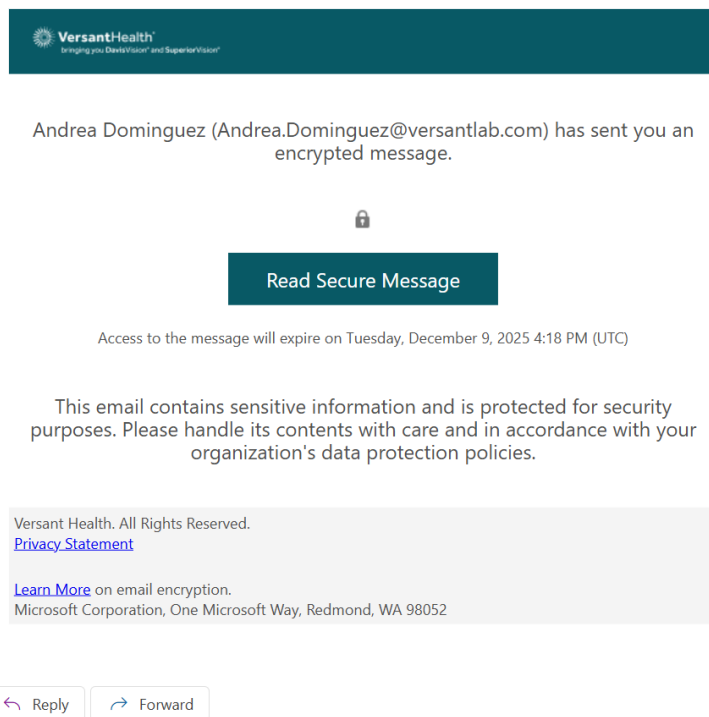 VersantHealth
bringing you DavisVision and SuperiorVision
Andrea Dominguez (Andrea.Dominguez@versantlab.com) has sent you an
encrypted message.
Read Secure Message
Access to the message will expire on Tuesday, December 9, 2025 4:18 PM (UTC)
This email contains sensitive information and is protected for security
purposes. Please handle its contents with care and in accordance with your
organization's data protection policies.
Versant Health. All Rights Reserved.
Privacy Statement
Learn More on email encryption.
Microsoft Corporation, One Microsoft Way, Redmond, WA 98052
Reply Forward